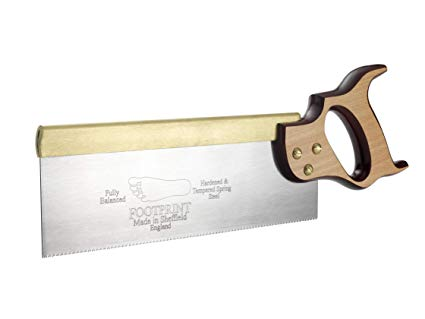 Fully
Balanced
Hardened &
Tempered Spring
Steel
FOOTPRINT
Made in Sheffield
England